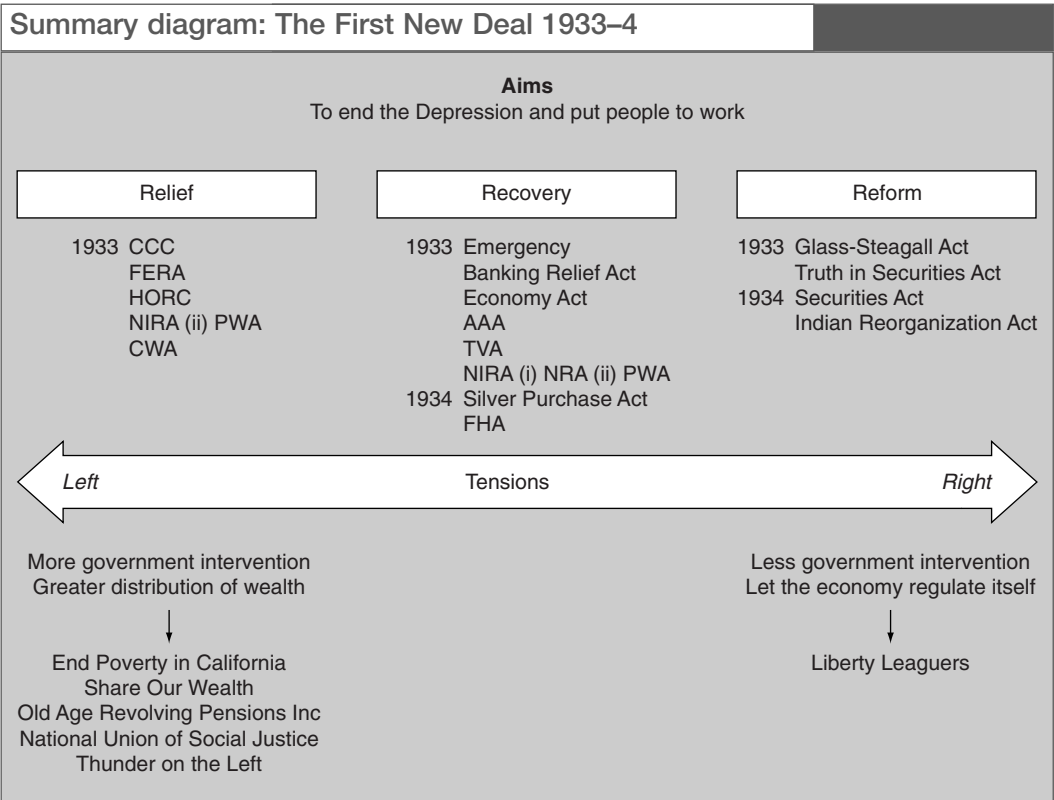 Summary diagram: The First New Deal 1933–4
Aims
To end the Depression and put people to work
Relief
1933 CCC
FERA
HORC
NIRA (ii) PWA
CWA
Recovery
1933 Emergency
Banking Relief Act
Economy Act
AAA
TVA
NIRA (i) NRA (ii) PWA
1934 Silver Purchase Act
FHA
Reform
1933 Glass-Steagall Act
Truth in Securities Act
1934 Securities Act
Indian Reorganization Act
Left
Tensions
Right
More government intervention
Greater distribution of wealth
End Poverty in California
Share Our Wealth
Old Age Revolving Pensions Inc
National Union of Social Justice
Thunder on the Left
Less government intervention
Let the economy regulate itself
Liberty Leaguers